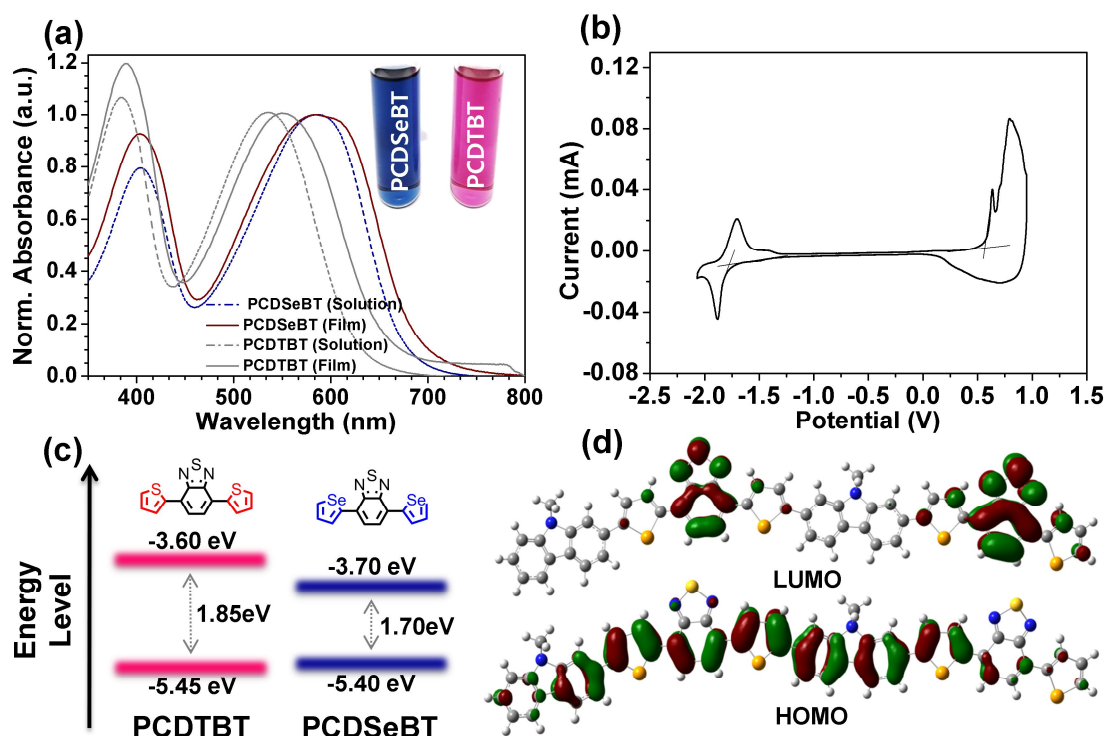 (a)
Norm. Absorbance (a.u.)
1.2
1.0
0.8
0.6
0.4
0.2
0.0
400 500 600 700 800
Wavelength (nm)
PCDSeBT
PCDTBT
PCDSeBT (Solution)
PCDSeBT (Film)
PCDTBT (Solution)
PCDTBT (Film)
(b)
Current (mA)
0.12
0.08
0.04
0.00
-0.04
-0.08
-2.5 -2.0 -1.5 -1.0 -0.5 0.0 0.5 1.0 1.5
Potential (V)
(c)
Energy
Level
S
N N
S S
-3.60 eV
1.85eV
-5.45 eV
PCDTBT
S
N N
Se Se
-3.70 eV
1.70eV
-5.40 eV
PCDSeBT
(d)
LUMO
HOMO